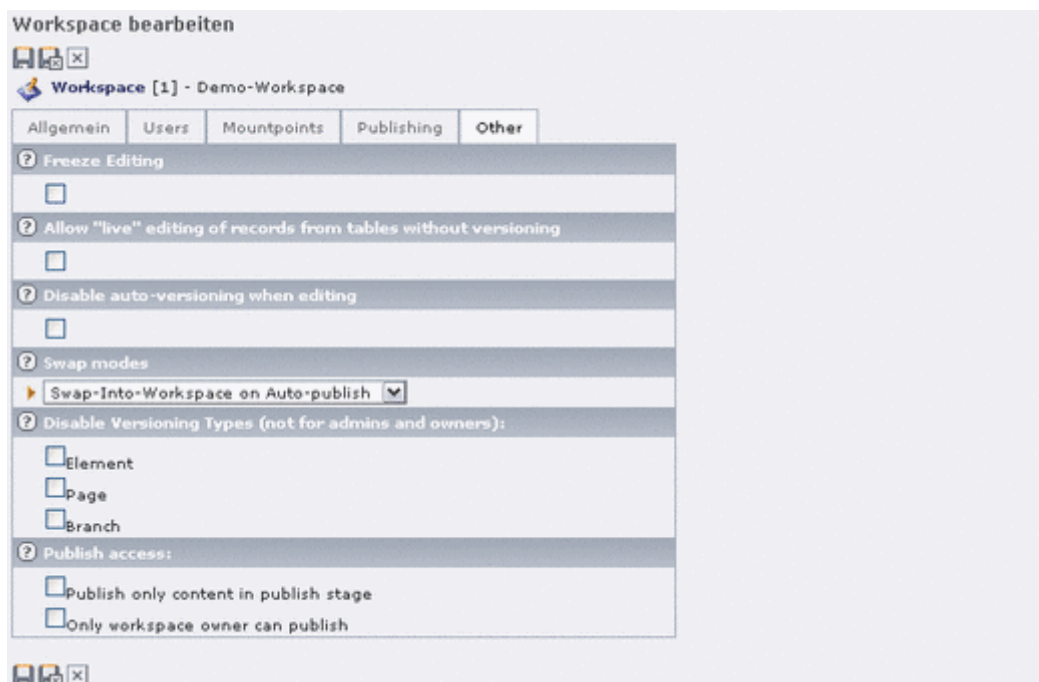 Workspace bearbeiten
Workspace [1] - Demo-Workspace
Allgemein Users Mountpoints Publishing Other
Freeze Editing
Allow "live" editing of records from tables without versioning
Disable auto-versioning when editing
Swap modes
Swap-Into-Workspace on Auto-publish
Disable Versioning Types (not for admins and owners):
Element
Page
Branch
Publish access:
Publish only content in publish stage
Only workspace owner can publish